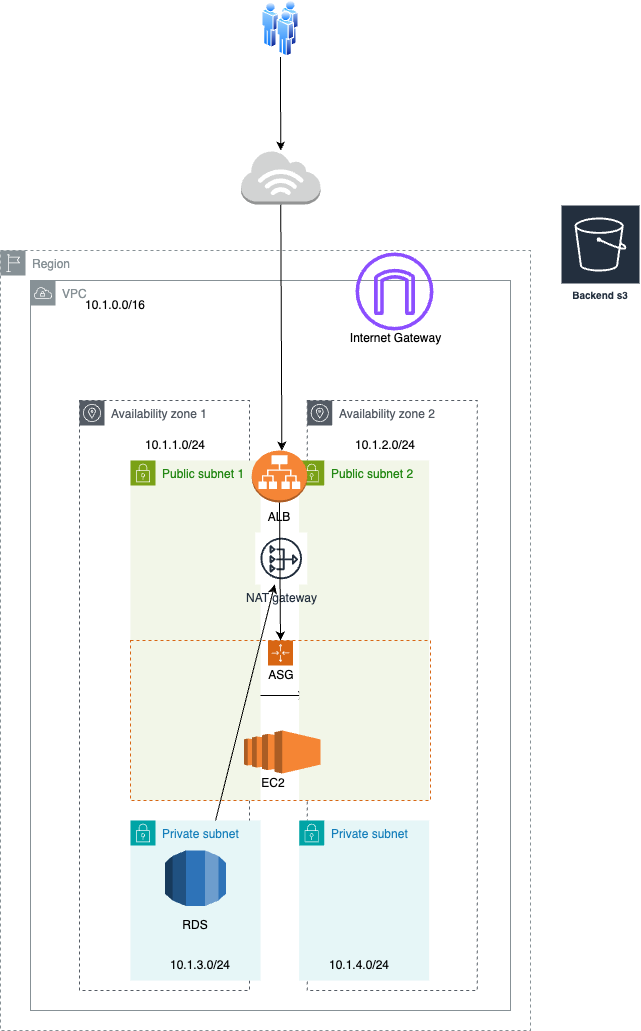 Region
Backend s3
VPC
10.1.0.0/16
Internet Gateway
Availability zone 1
Availability zone 2
10.1.1.0/24
10.1.2.0/24
Public subnet 1
Public subnet 2
ALB
NAT gateway
ASG
EC2
Private subnet
Private subnet
RDS
10.1.3.0/24
10.1.4.0/24